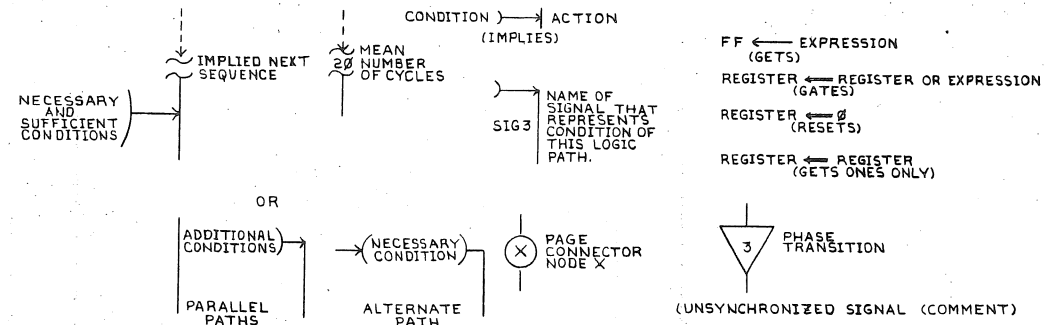 CONDITION ) ACTION
(IMPLIES)
IMPLIED NEXT
SEQUENCE
2Ø
MEAN
NUMBER
OF CYCLES
NECESSARY
AND
SUFFICIENT
CONDITIONS)
)
SIG3
NAME OF
SIGNAL THAT
REPRESENTS
CONDITION OF
THIS LOGIC
PATH.
FF ← EXPRESSION
(GETS)
REGISTER ⇐ REGISTER OR EXPRESSION
(GATES)
REGISTER ⇐ Ø
(RESETS)
REGISTER ⇐ REGISTER
(GETS ONES ONLY)
OR
ADDITIONAL
CONDITIONS)
PARALLEL
PATHS
(NECESSARY
CONDITION)
ALTERNATE
PATH
X
PAGE
CONNECTOR
NODE X
3
PHASE
TRANSITION
(UNSYNCHRONIZED SIGNAL (COMMENT)